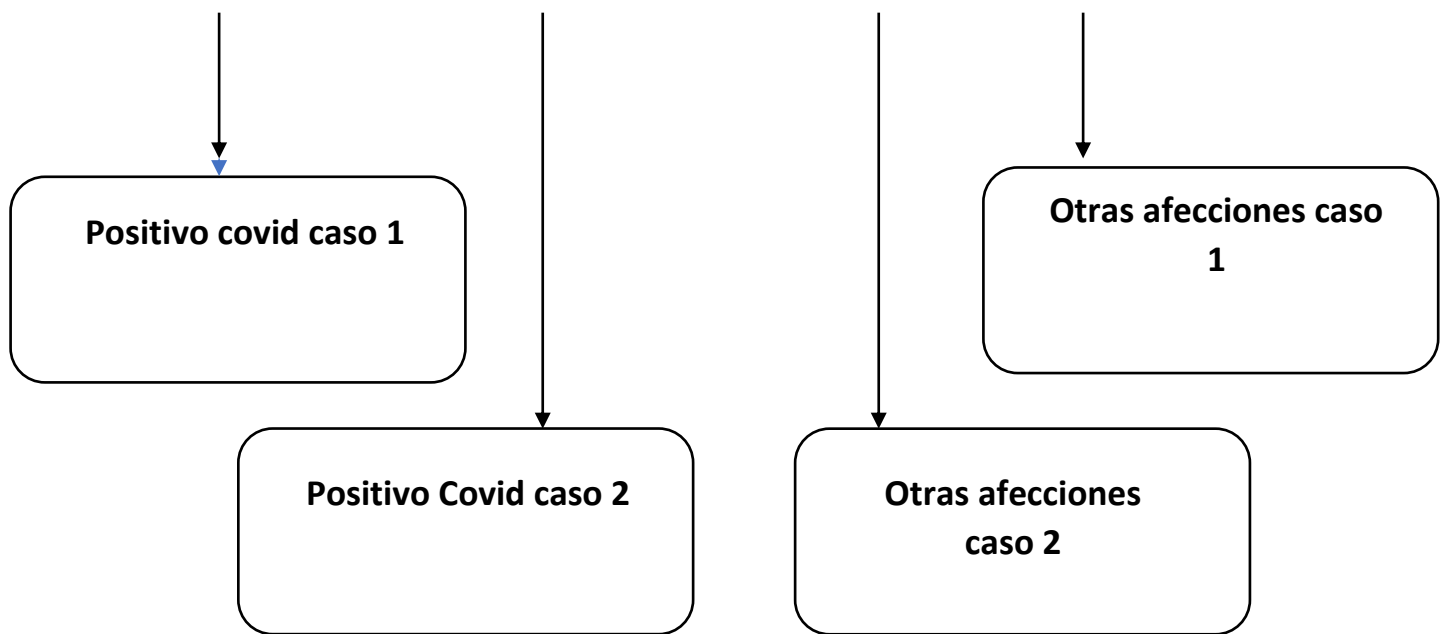 Positivo covid caso 1
Otras afecciones caso
1
Positivo Covid caso 2
Otras afecciones
caso 2